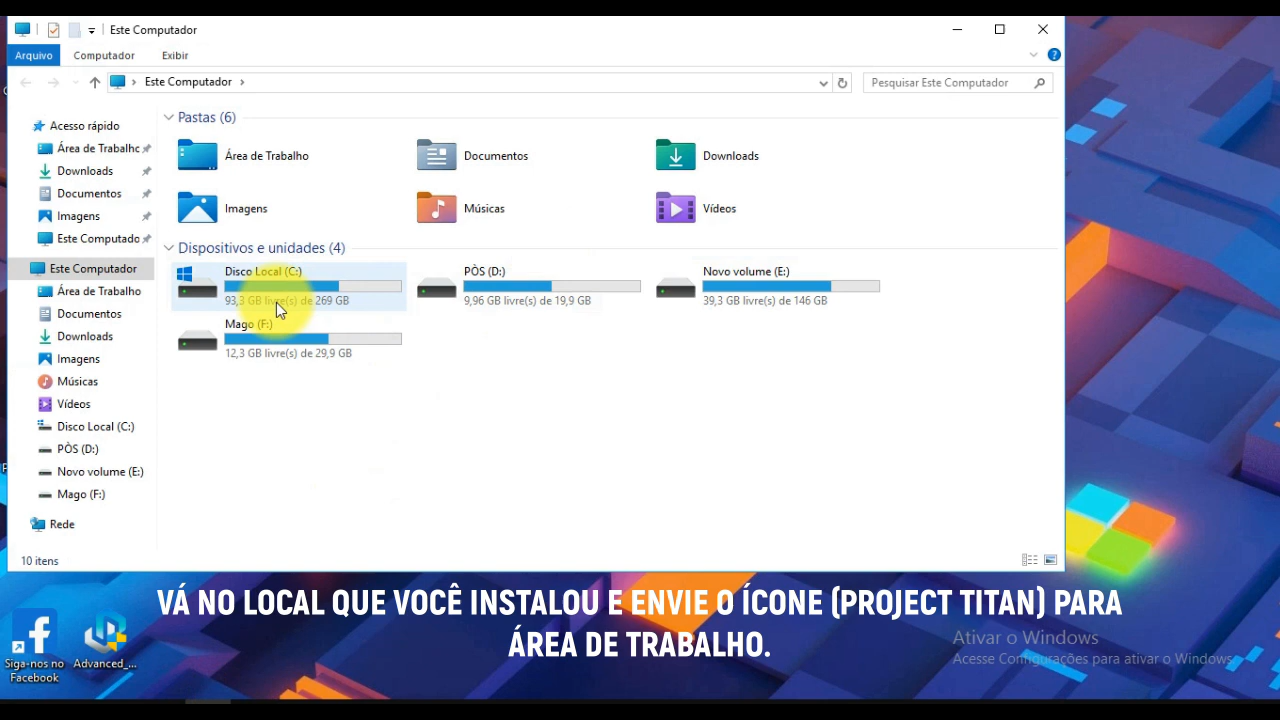 Este Computador
Arquivo
Computador
Exibir
Este Computador
Pesquisar Este Computador
Acesso rápido
Área de Trabalhc
Downloads
Documentos
Imagens
Este Computado
Este Computador
Área de Trabalho
Documentos
Downloads
Imagens
Músicas
Vídeos
Disco Local (C:)
PÒS (D:)
Novo volume (E:)
Mago (F:)
Rede
Pastas (6)
Área de Trabalho
Documentos
Downloads
Imagens
Músicas
Vídeos
Dispositivos e unidades (4)
Disco Local (C:)
93,3 GB livre(s) de 269 GB
PÒS (D:)
9,96 GB livre(s) de 19,9 GB
Novo volume (E:)
39,3 GB livre(s) de 146 GB
Mago (F:)
12,3 GB livre(s) de 29,9 GB
10 itens
VÁ NO LOCAL QUE VOCÊ INSTALOU E ENVIE O ÍCONE (PROJECT TITAN) PARA
ÁREA DE TRABALHO.
Siga-nos no
Facebook
Advanced_...
Ativar o Windows
Acesse Configurações para ativar o Windows.